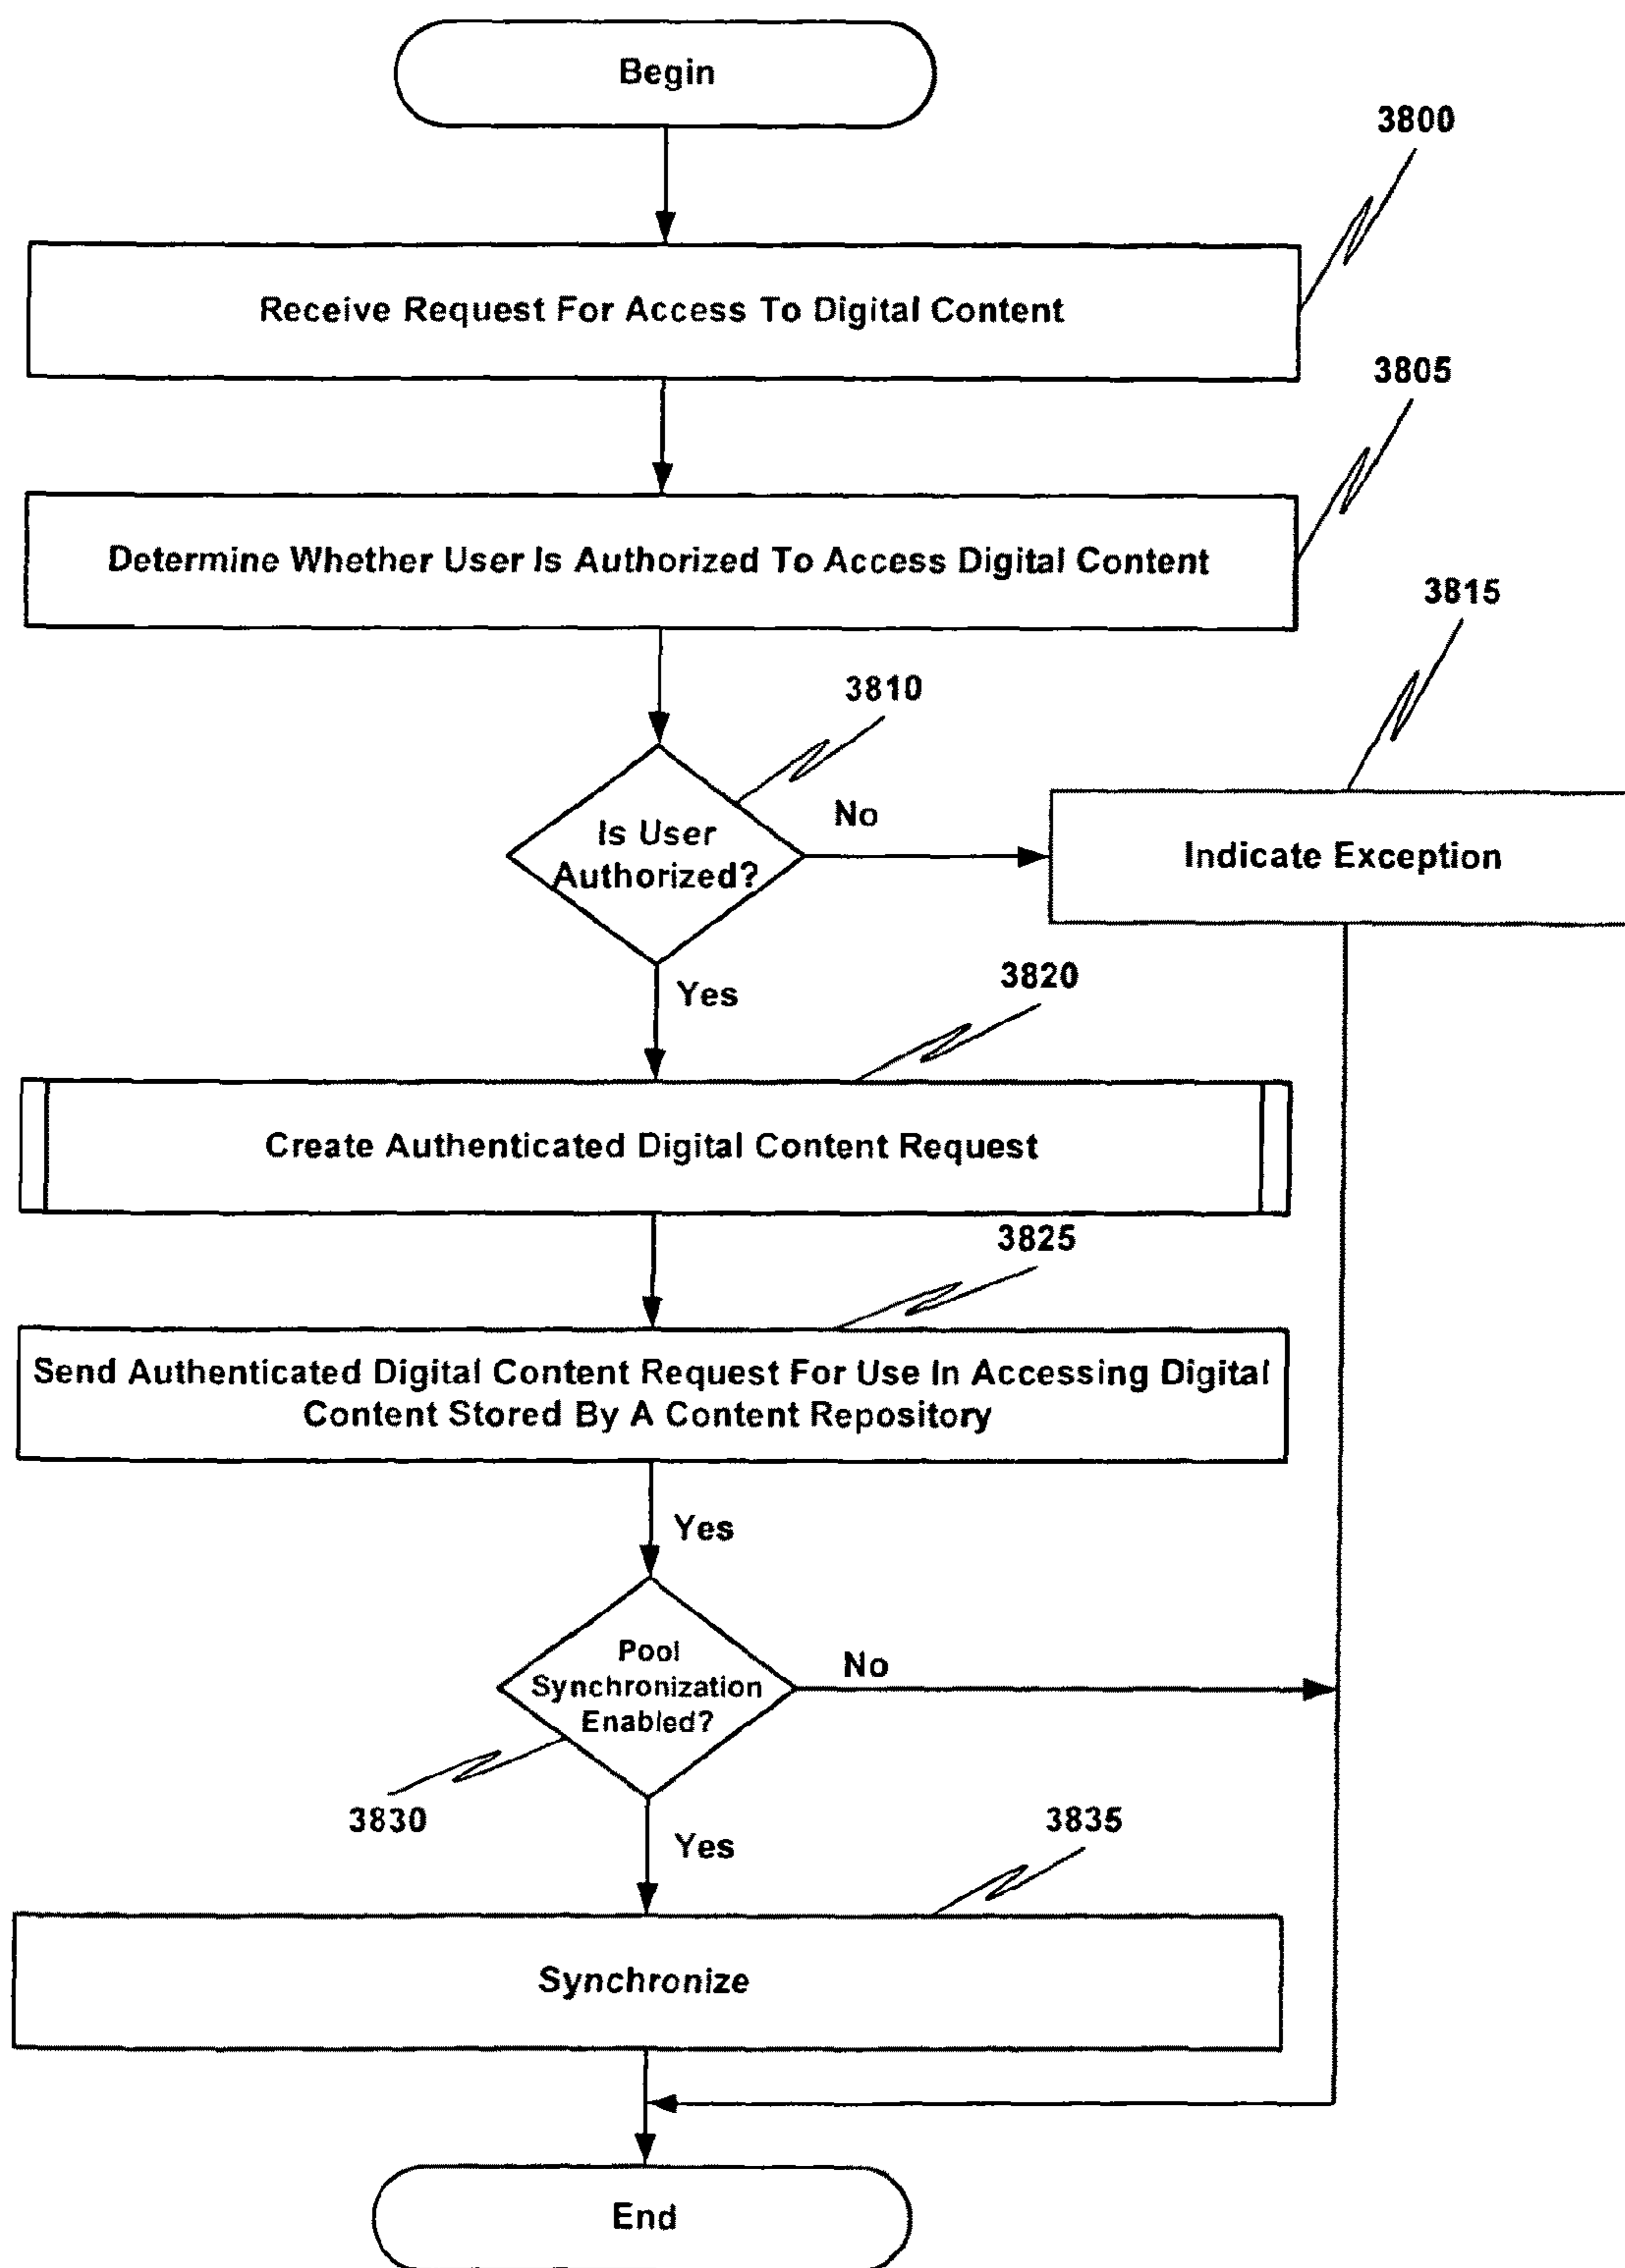 Begin
3800
Receive Request For Access To Digital Content
3805
Determine Whether User Is Authorized To Access Digital Content
3815
3810
Is User
Authorized?
No
Indicate Exception
Yes
3820
Create Authenticated Digital Content Request
3825
Send Authenticated Digital Content Request For Use In Accessing Digital
Content Stored By A Content Repository
Yes
Pool
Synchronization
Enabled?
No
3830
Yes
3835
Synchronize
End